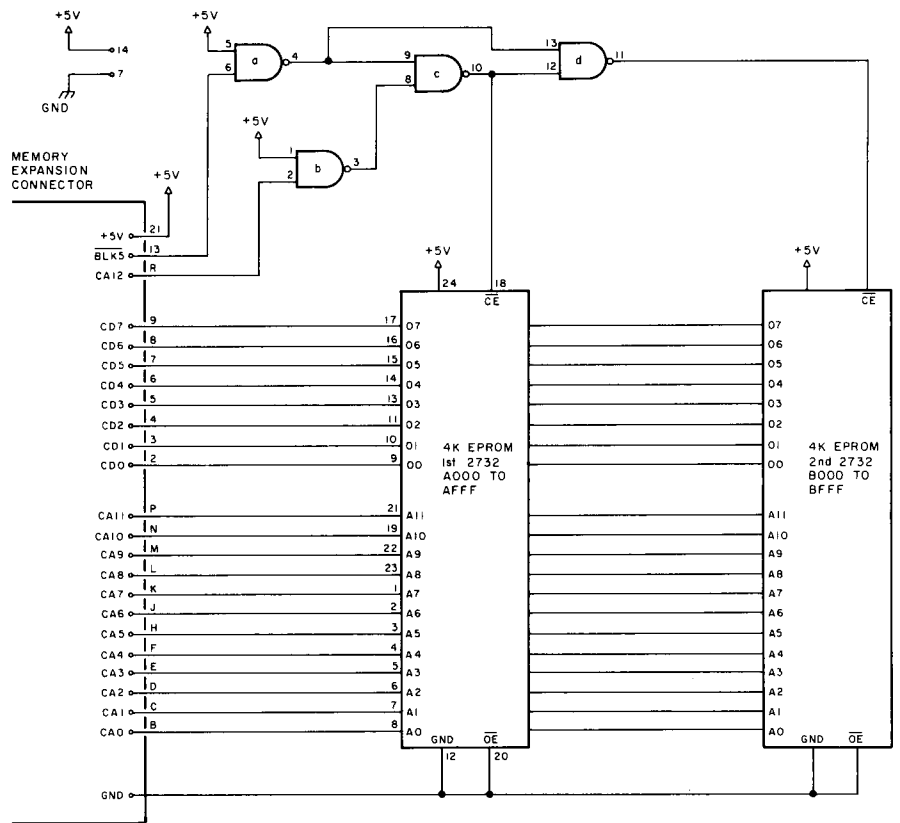 +5V
14
7
GND
+5V
5
6
a
4
9
8
c
10
13
12
d
11
+5V
1
2
b
3
MEMORY
EXPANSION
CONNECTOR
+5V
+5V 21
BLK5 13
CA12 R
+5V
24
18
CE
+5V
CE
CD7 9 17 O7 O7
CD6 8 16 O6 O6
CD5 7 15 O5 O5
CD4 6 14 O4 O4
CD3 5 13 O3 O3
CD2 4 11 O2 O2
CD1 3 10 O1 O1
CD0 2 9 O0 O0
4K EPROM
1st 2732
A000 TO
AFFF
4K EPROM
2nd 2732
B000 TO
BFFF
CA11 P 21 A11 A11
CA10 N 19 A10 A10
CA9 M 22 A9 A9
CA8 L 23 A8 A8
CA7 K 1 A7 A7
CA6 J 2 A6 A6
CA5 H 3 A5 A5
CA4 F 4 A4 A4
CA3 E 5 A3 A3
CA2 D 6 A2 A2
CA1 C 7 A1 A1
CA0 B 8 A0 A0
GND OE
12 20
GND OE
GND